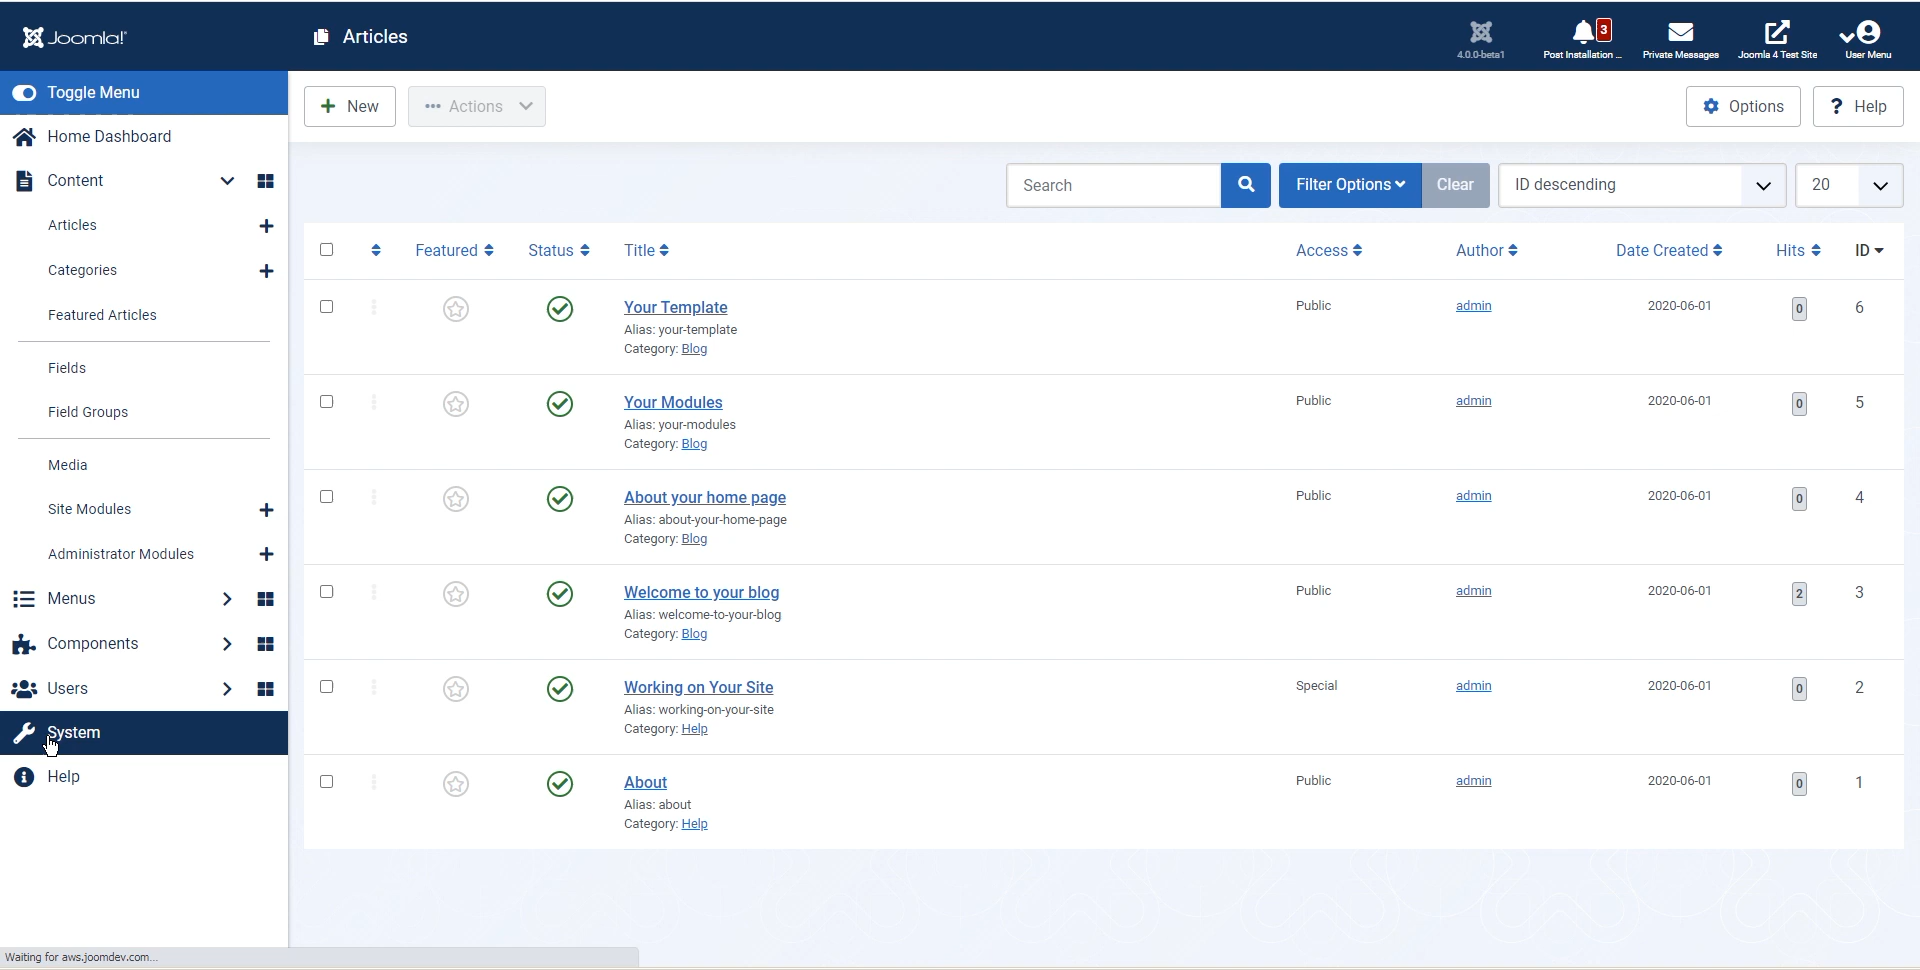 Joomla!
Articles
4.0.0-beta1
3
Post Installation ...
Private Messages
Joomla 4 Test Site
User Menu
Toggle Menu
New
Actions
Options
? Help
Home Dashboard
Content
Articles
Categories
Featured Articles
Fields
Field Groups
Media
Site Modules
Administrator Modules
Menus
Components
Users
System
Help
Search
Filter Options
Clear
ID descending
20
Featured Status Title Access Author Date Created Hits ID
Your Template Public admin 2020-06-01 0 6
Alias: your-template
Category: Blog
Your Modules Public admin 2020-06-01 0 5
Alias: your-modules
Category: Blog
About your home page Public admin 2020-06-01 0 4
Alias: about-your-home-page
Category: Blog
Welcome to your blog Public admin 2020-06-01 2 3
Alias: welcome-to-your-blog
Category: Blog
Working on Your Site Special admin 2020-06-01 0 2
Alias: working-on-your-site
Category: Help
About Public admin 2020-06-01 0 1
Alias: about
Category: Help
Waiting for aws.joomdev.com...